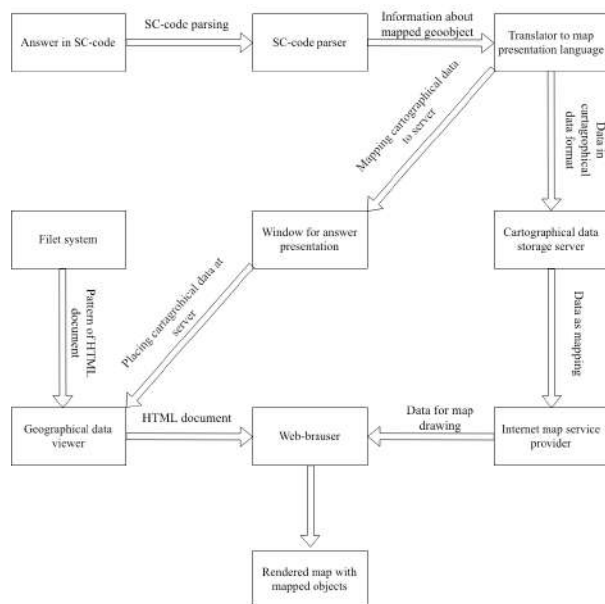 SC-code parsing
Information about
mapped geoobject
Answer in SC-code
SC-code parser
Translator to map
presentation language
Mapping cartographical data
to server
Data in
cartagrophical
data format
Filet system
Window for answer
presentation
Cartographical data
storage server
Pattern of HTML
document
Placing cartagrohical data at
server
Data as mapping
Geographical data
viewer
HTML document
Web-brauser
Data for map
drawing
Internet map service
provider
Rendered map with
mapped objects